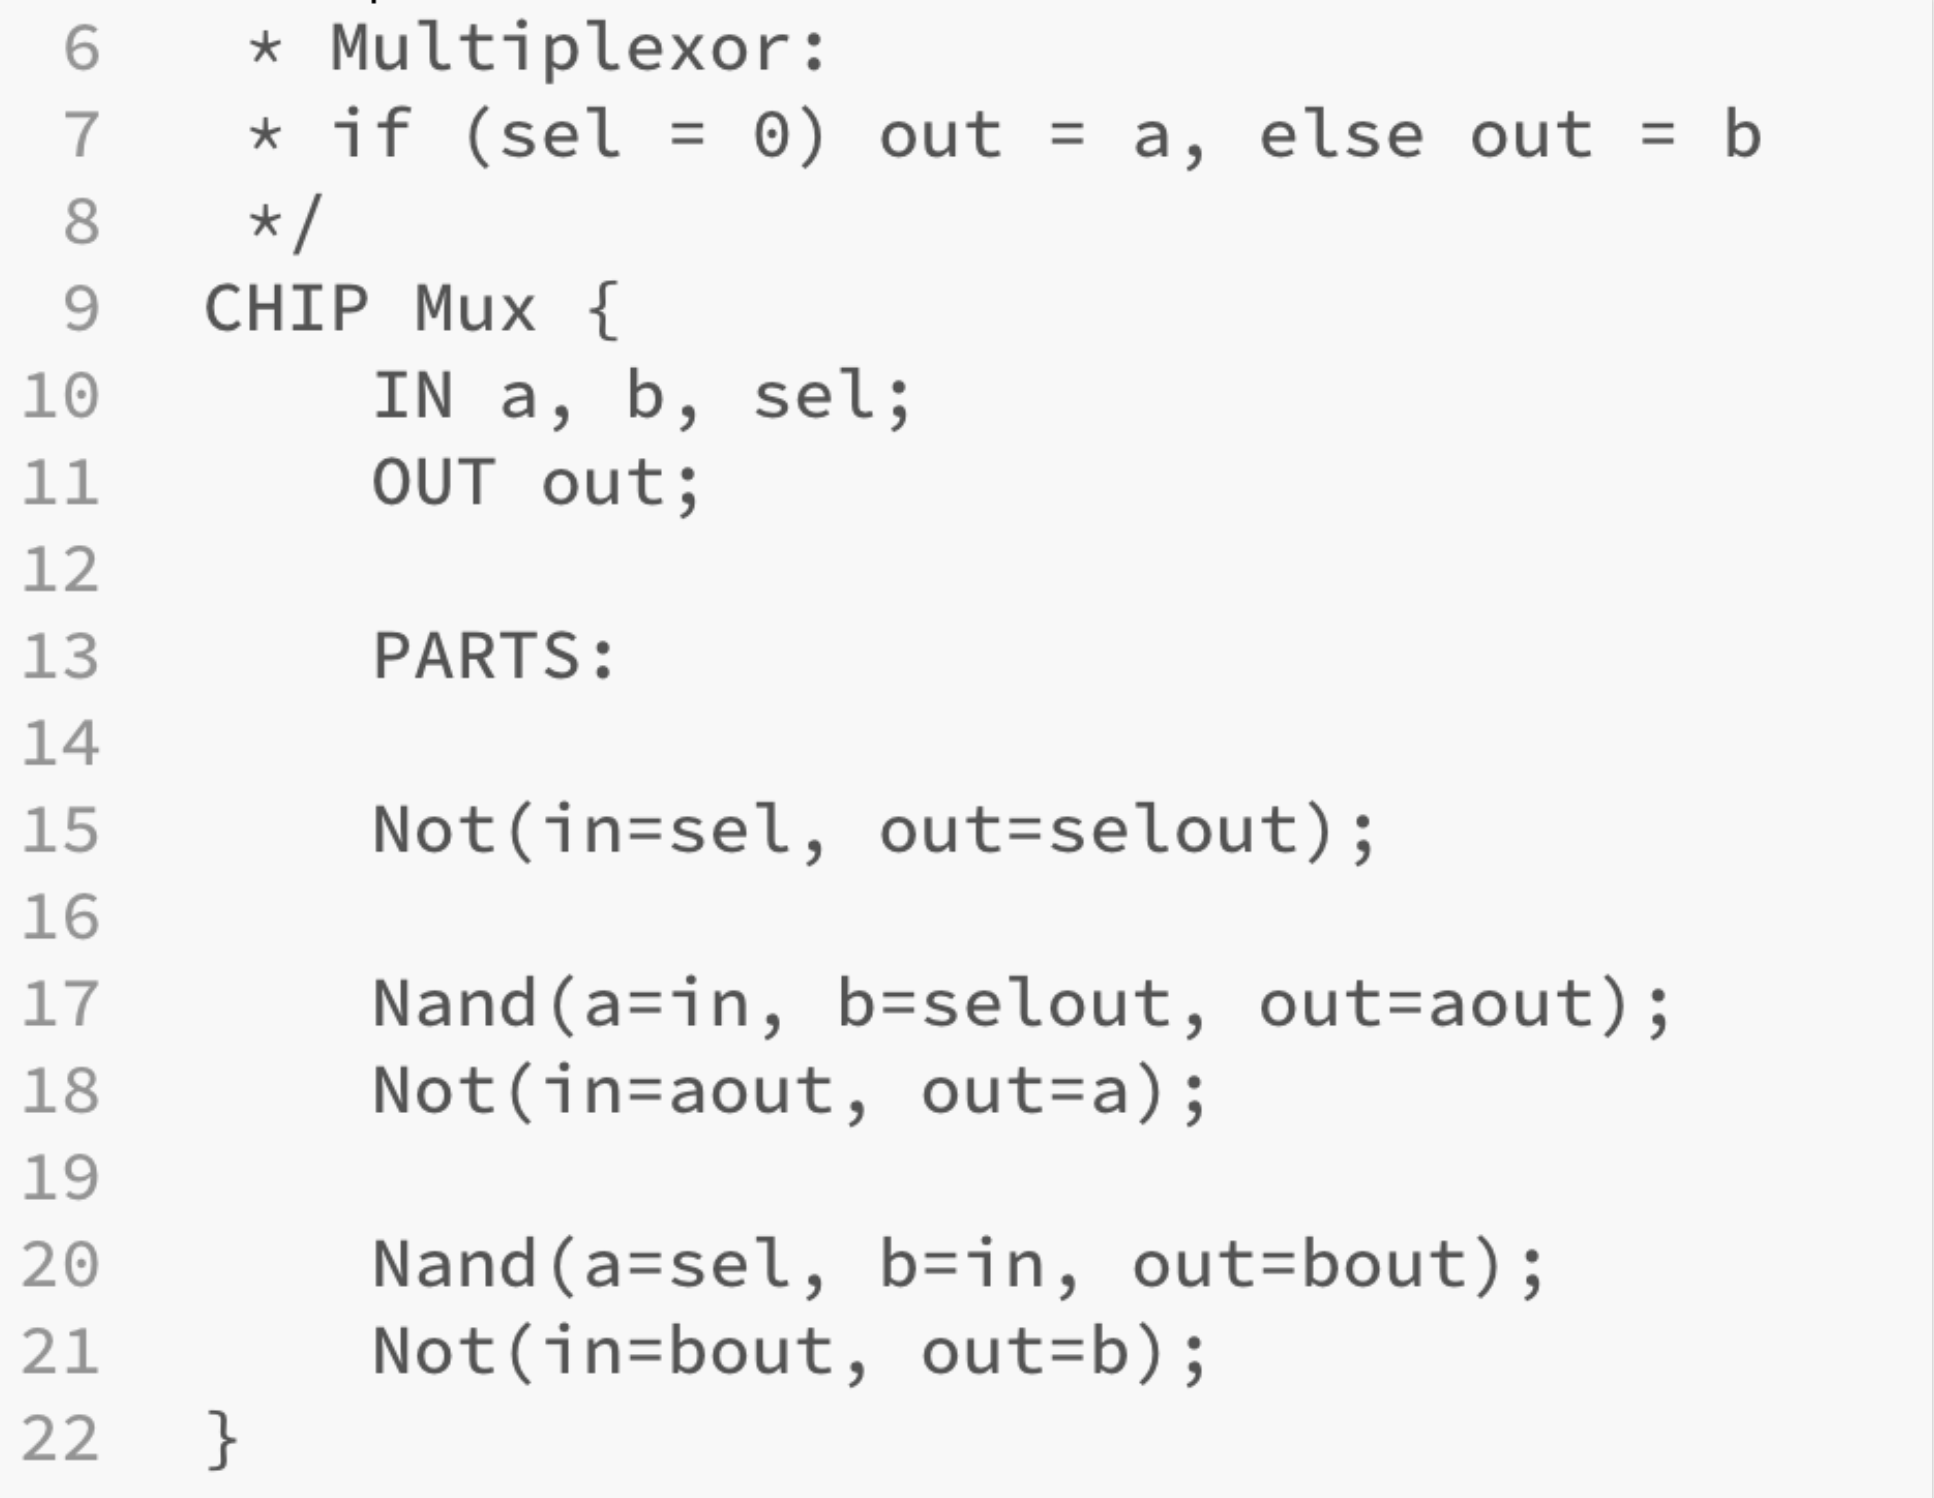 6 * Multiplexor:
7 * if (sel = 0) out = a, else out = b
8 */
9 CHIP Mux {
10 IN a, b, sel;
11 OUT out;
12
13 PARTS:
14
15 Not(in=sel, out=selout);
16
17 Nand(a=in, b=selout, out=aout);
18 Not(in=aout, out=a);
19
20 Nand(a=sel, b=in, out=bout);
21 Not(in=bout, out=b);
22 }